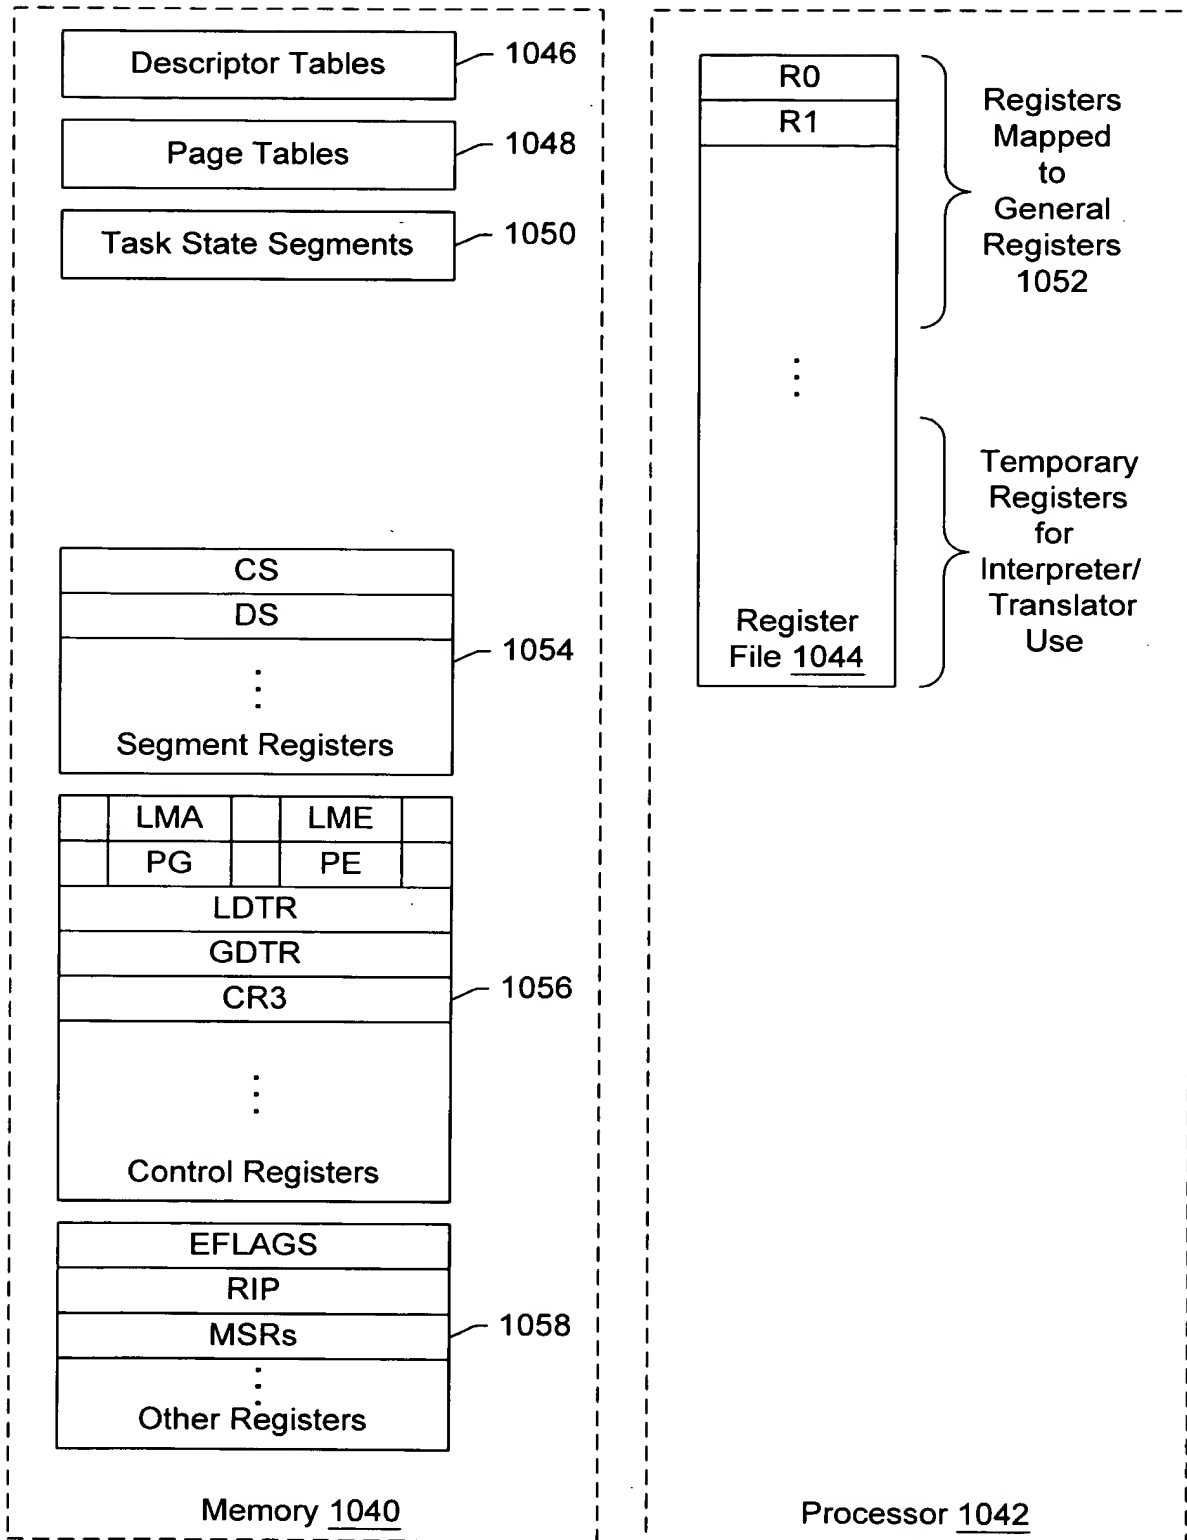 Descriptor Tables
1046
Page Tables
1048
Task State Segments
1050
CS
DS
1054
Segment Registers
LMA
LME
PG
PE
LDTR
GDTR
CR3
1056
Control Registers
EFLAGS
RIP
MSRs
1058
Other Registers
Memory 1040
R0
R1
Registers
Mapped
to
General
Registers
1052
Temporary
Registers
for
Interpreter/
Translator
Use
Register
File 1044
Processor 1042